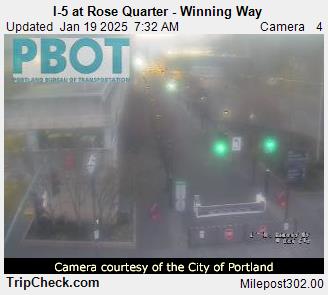 I-5 at Rose Quarter - Winning Way
Updated Jan 19 2025 7:32 AM Camera 4
PBOT
PORTLAND BUREAU OF TRANSPORTATION
Camera courtesy of the City of Portland
TripCheck.com Milepost302.00